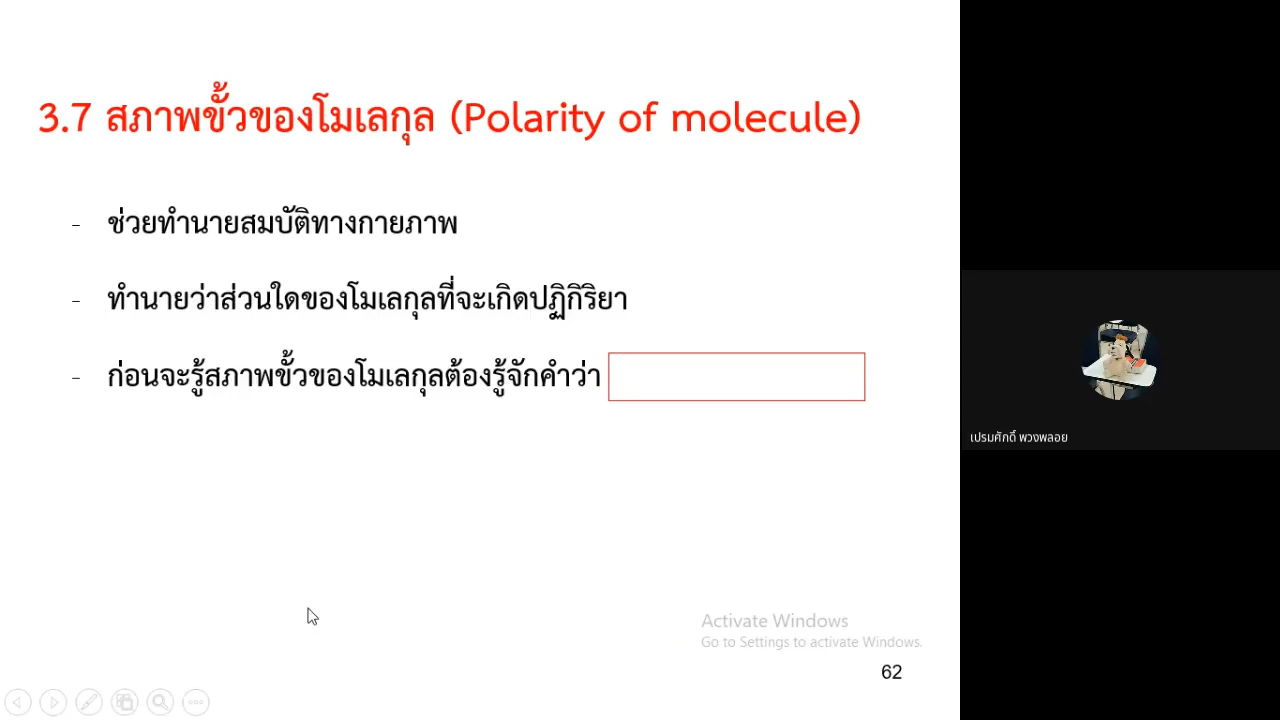 3.7 สภาพขั้วของโมเลกุล (Polarity of molecule)
- ช่วยทำนายสมบัติทางกายภาพ
- ทำนายว่าส่วนใดของโมเลกุลที่จะเกิดปฏิกิริยา
- ก่อนจะรู้สภาพขั้วของโมเลกุลต้องรู้จักคำว่า
เปรมศักดิ์ พวงพลอย
Activate Windows
Go to Settings to activate Windows.
62